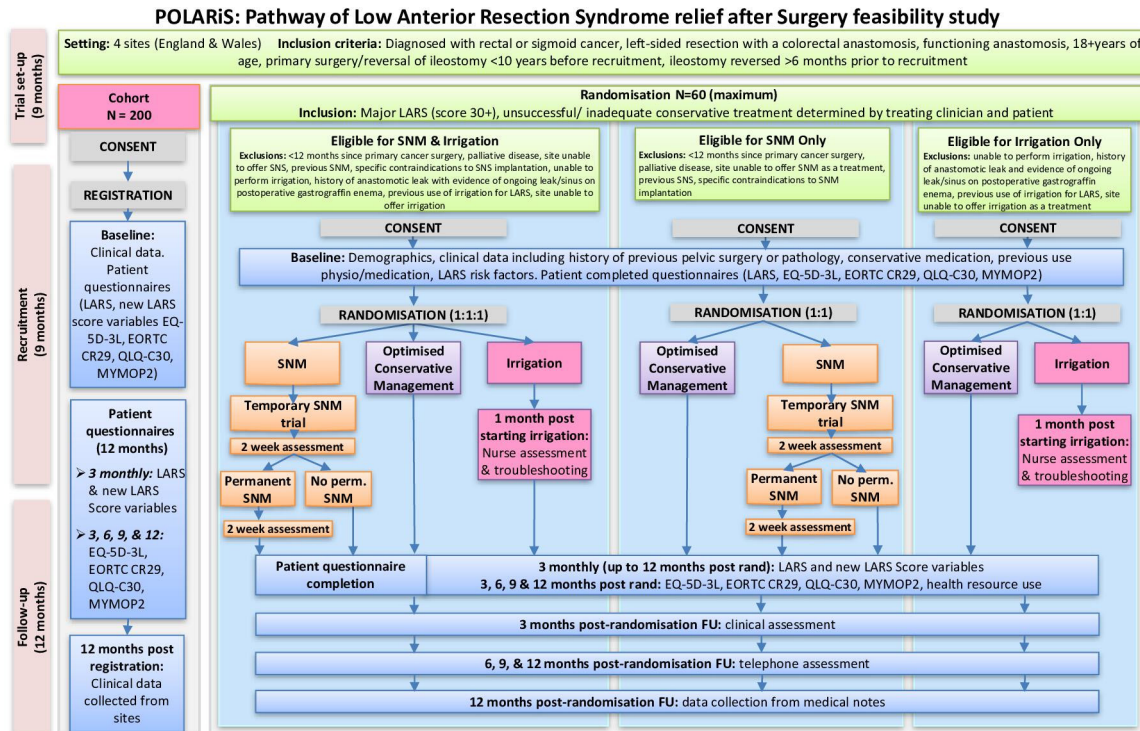 POLARiS: Pathway of Low Anterior Resection Syndrome relief after Surgery feasibility study
Trial set-up
(9 months)
Setting: 4 sites (England & Wales) Inclusion criteria: Diagnosed with rectal or sigmoid cancer, left-sided resection with a colorectal anastomosis, functioning anastomosis, 18+years of
age, primary surgery/reversal of ileostomy <10 years before recruitment, ileostomy reversed >6 months prior to recruitment
Cohort
N = 200
CONSENT
REGISTRATION
Baseline:
Clinical data.
Patient
questionnaires
(LARS, new LARS
score variables EQ-
5D-3L, EORTC
CR29, QLQ-C30,
MYMOP2)
Patient
questionnaires
(12 months)
➢ 3 monthly: LARS
& new LARS
Score variables
➢ 3, 6, 9, & 12:
EQ-5D-3L,
EORTC CR29,
QLQ-C30,
MYMOP2
12 months post
registration:
Clinical data
collected from
sites
Recruitment
(9 months)
Follow-up
(12 months)
Randomisation N=60 (maximum)
Inclusion: Major LARS (score 30+), unsuccessful/ inadequate conservative treatment determined by treating clinician and patient
Eligible for SNM & Irrigation
Exclusions: <12 months since primary cancer surgery, palliative disease, site unable
to offer SNS, previous SNM, specific contraindications to SNS implantation, unable to
perform irrigation, history of anastomotic leak with evidence of ongoing leak/sinus on
postoperative gastrograffin enema, previous use of irrigation for LARS, site unable to
offer irrigation
Eligible for SNM Only
Exclusions: <12 months since primary cancer surgery,
palliative disease, site unable to offer SNM as a treatment,
previous SNS, specific contraindications to SNM
implantation
Eligible for Irrigation Only
Exclusions: unable to perform irrigation, history
of anastomotic leak and evidence of ongoing
leak/sinus on postoperative gastrograffin
enema, previous use of irrigation for LARS, site
unable to offer irrigation as a treatment
CONSENT
CONSENT
CONSENT
Baseline: Demographics, clinical data including history of previous pelvic surgery or pathology, conservative medication, previous use
physio/medication, LARS risk factors. Patient completed questionnaires (LARS, EQ-5D-3L, EORTC CR29, QLQ-C30, MYMOP2)
RANDOMISATION (1:1:1)
RANDOMISATION (1:1)
RANDOMISATION (1:1)
SNM
Optimised
Conservative
Management
Irrigation
Temporary SNM
trial
2 week assessment
Permanent
SNM
No perm.
SNM
2 week assessment
1 month post
starting irrigation:
Nurse assessment
& troubleshooting
Optimised
Conservative
Management
SNM
Temporary SNM
trial
2 week assessment
Permanent
SNM
No perm.
SNM
2 week assessment
Optimised
Conservative
Management
Irrigation
1 month post
starting irrigation:
Nurse assessment
& troubleshooting
Patient questionnaire
completion
3 monthly (up to 12 months post rand): LARS and new LARS Score variables
3, 6, 9 & 12 months post rand: EQ-5D-3L, EORTC CR29, QLQ-C30, MYMOP2, health resource use
3 months post-randomisation FU: clinical assessment
6, 9, & 12 months post-randomisation FU: telephone assessment
12 months post-randomisation FU: data collection from medical notes